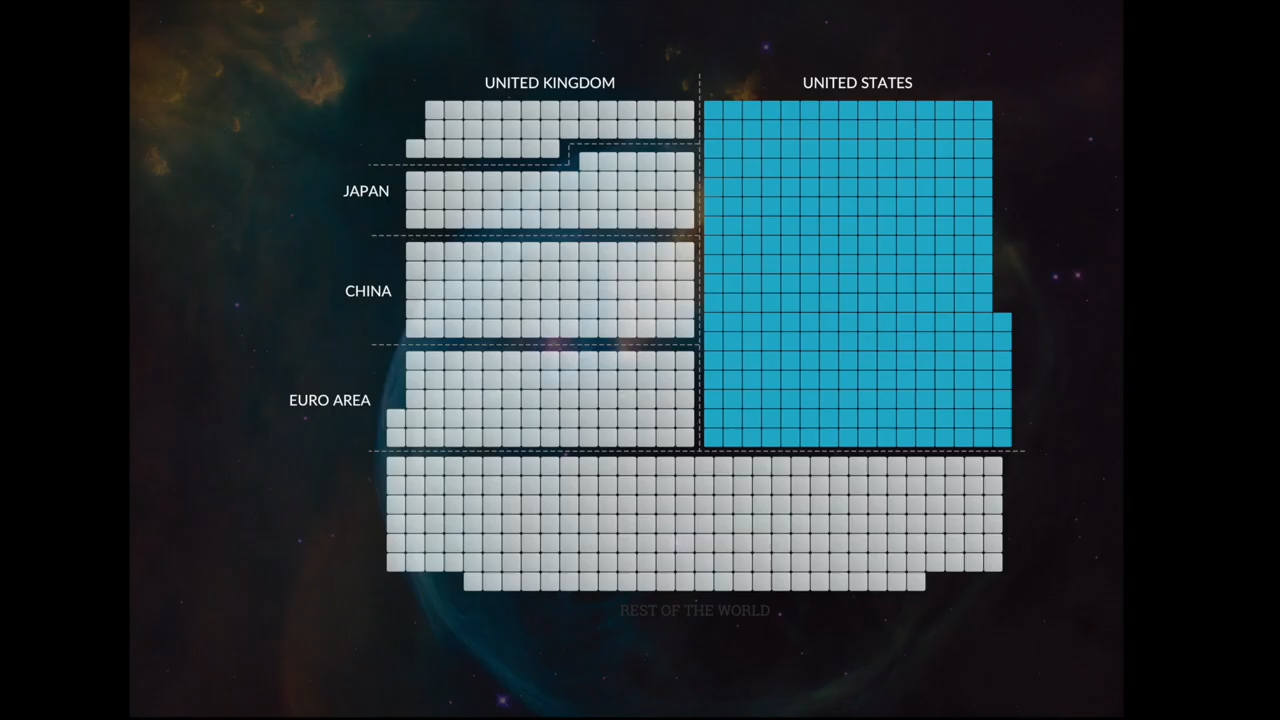 UNITED KINGDOM
UNITED STATES
JAPAN
CHINA
EURO AREA
REST OF THE WORLD